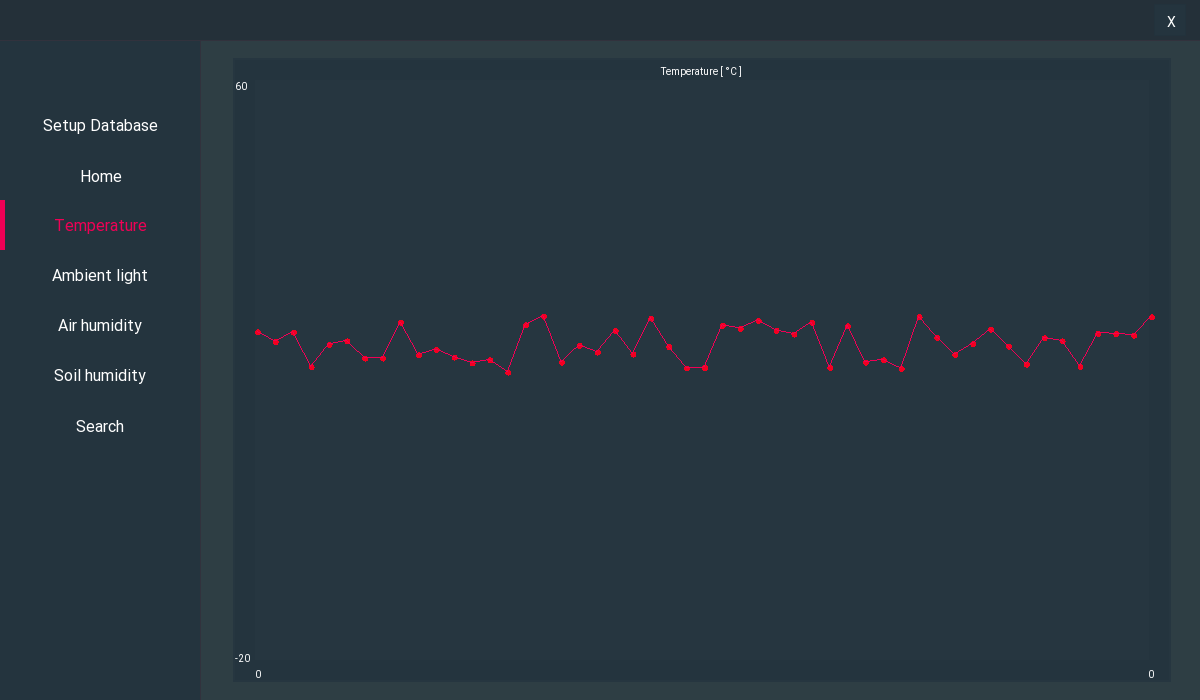 X
Setup Database
Home
Temperature
Ambient light
Air humidity
Soil humidity
Search
Temperature [ °C ]
60
-20
0
0